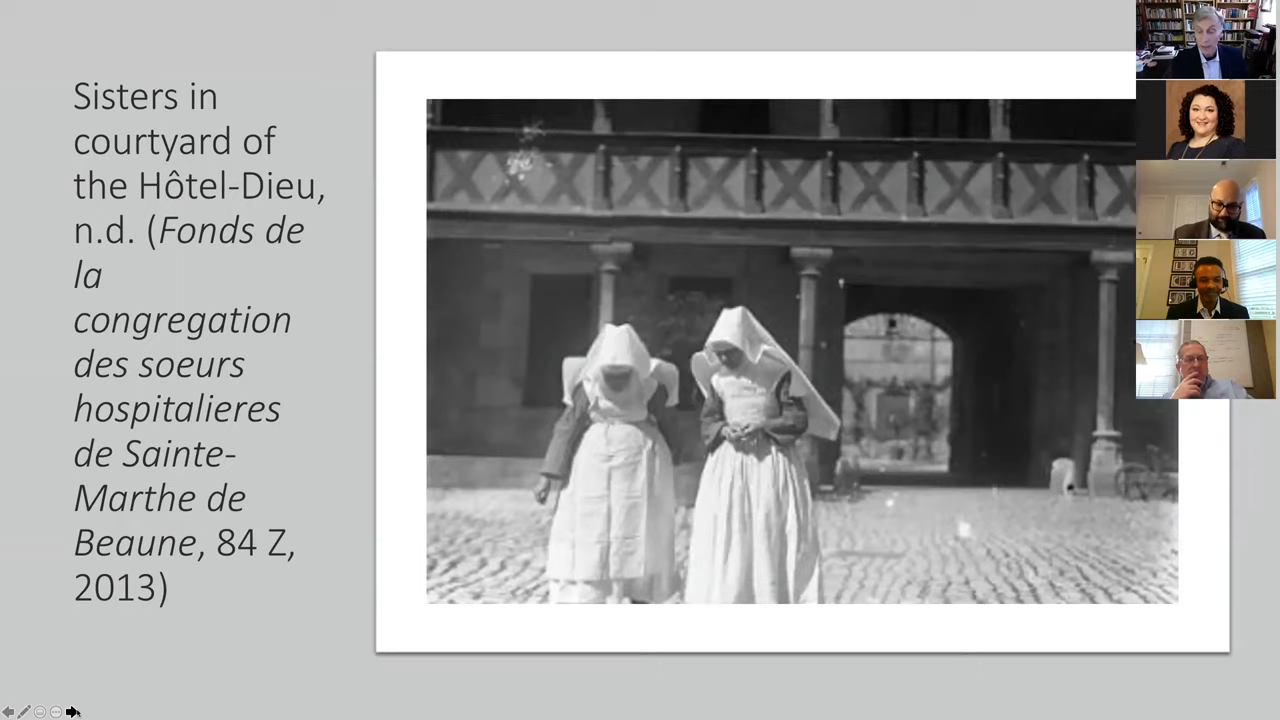 Sisters in
courtyard of
the Hôtel-Dieu,
n.d. (Fonds de
la
congregation
des soeurs
hospitalieres
de Sainte-
Marthe de
Beaune, 84 Z,
2013)